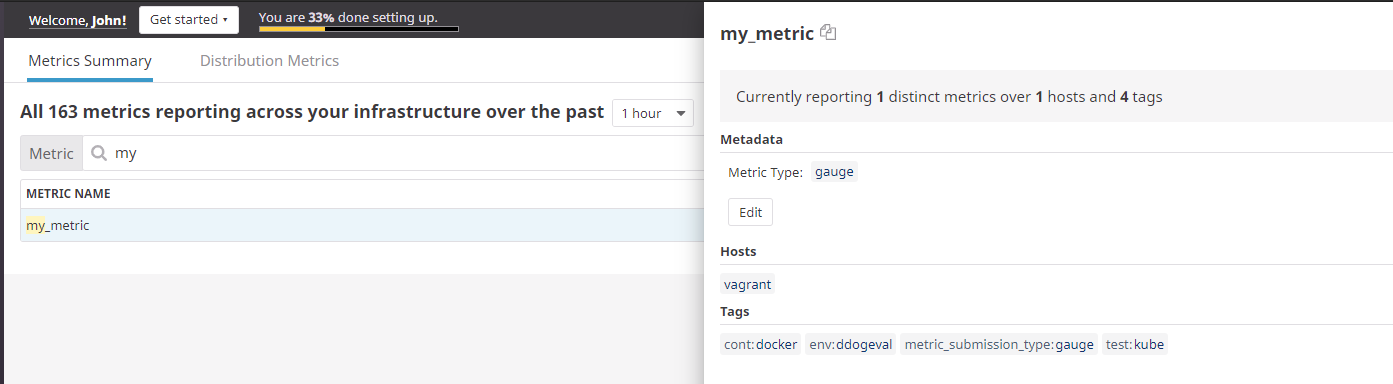 Welcome, John!
Get started
You are 33% done setting up.
Metrics Summary
Distribution Metrics
All 163 metrics reporting across your infrastructure over the past
1 hour
Metric
my
METRIC NAME
my_metric
my_metric
Currently reporting 1 distinct metrics over 1 hosts and 4 tags
Metadata
Metric Type: gauge
Edit
Hosts
vagrant
Tags
cont:docker env:ddogeval metric_submission_type:gauge test:kube